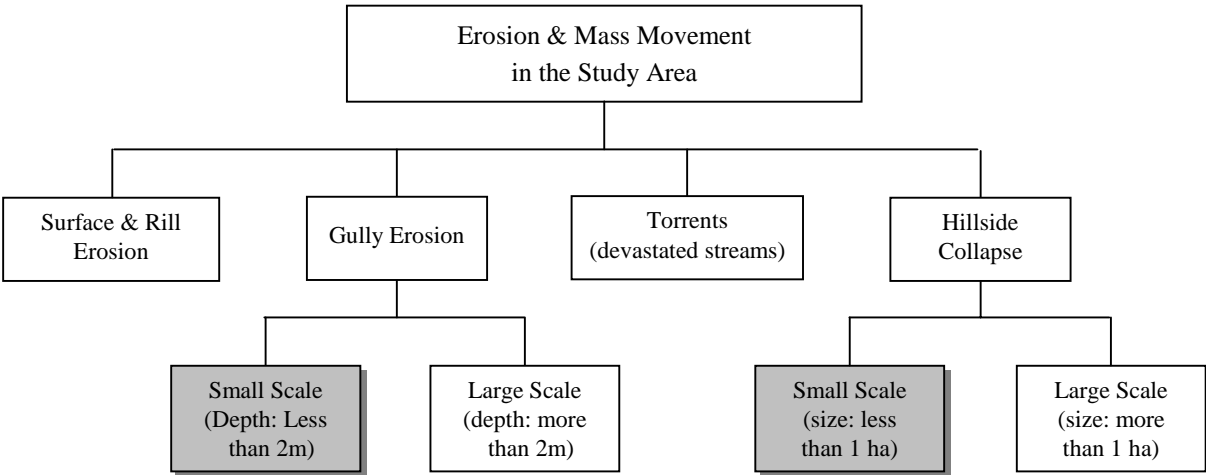 Erosion & Mass Movement
in the Study Area
Surface & Rill
Erosion
Gully Erosion
Torrents
(devastated streams)
Hillside
Collapse
Small Scale
(Depth: Less
than 2m)
Large Scale
(depth: more
than 2m)
Small Scale
(size: less
than 1 ha)
Large Scale
(size: more
than 1 ha)